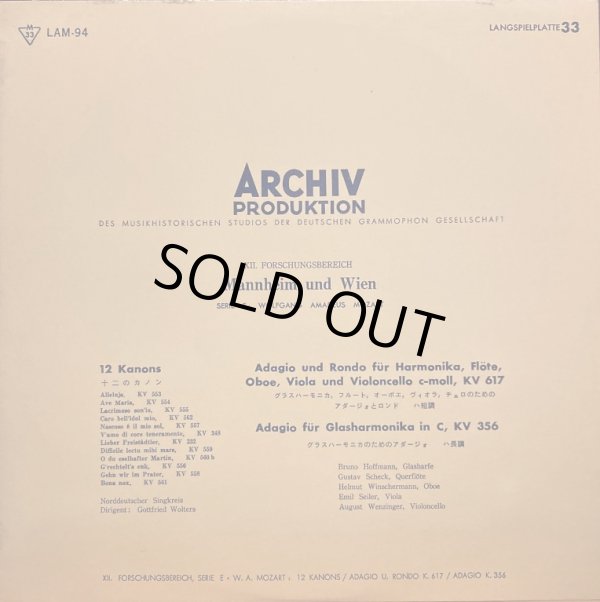 M
33
LAM-94
LANGSPIELPLATTE 33
ARCHIV
PRODUKTION
DES MUSIKHISTORISCHEN STUDIOS DER DEUTSCHEN GRAMMOPHON GESELLSCHAFT
XII. FORSCHUNGSBEREICH
Mannheim und Wien
WOLFGANG AMADEUS
SOLD OUT
12 Kanons
十二のカノン
Alleluja, KV 553
Ave Maria, KV 554
Lacrimoso son'io, KV 555
Caro bell'idol mio, KV 562
Nascoso è il mio sol, KV 557
V'amo di core teneramente, KV 348
Lieber Freistädtler, KV 232
Difficile lectu mihi mars, KV 559
O du eselhafter Martin, KV 560 b
G'rechtelt's enk, KV 556
Gehn wir im Prater, KV 558
Bona nox, KV 561
Norddeutscher Singkreis
Dirigent: Gottfried Wolters
Adagio und Rondo für Harmonika, Flöte,
Oboe, Viola und Violoncello c-moll, KV 617
グラスハーモニカ, フルート, オーボエ, ヴィオラ, チェロのための
アダージョとロンド ハ短調
Adagio für Glasharmonika in C, KV 356
グラスハーモニカのためのアダージョ ハ長調
Bruno Hoffmann, Glasharfe
Gustav Scheck, Querflöte
Helmut Winschermann, Oboe
Emil Seiler, Viola
August Wenzinger, Violoncello
XII. FORSCHUNGSBEREICH, SERIE E · W. A. MOZART : 12 KANONS / ADAGIO U. RONDO K. 617 / ADAGIO K. 356